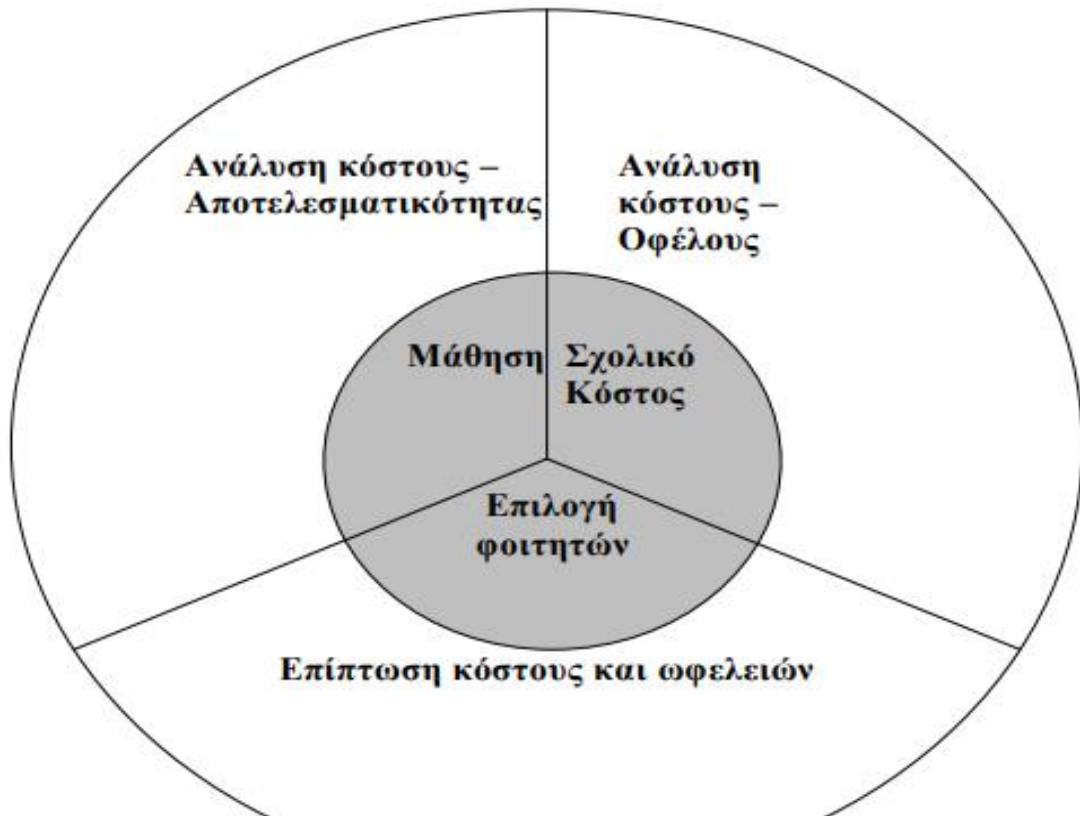 Ανάλυση κόστους –
Αποτελεσματικότητας
Ανάλυση
κόστους –
Οφέλους
Μάθηση
Σχολικό
Κόστος
Επιλογή
φοιτητών
Επίπτωση κόστους και ωφελειών